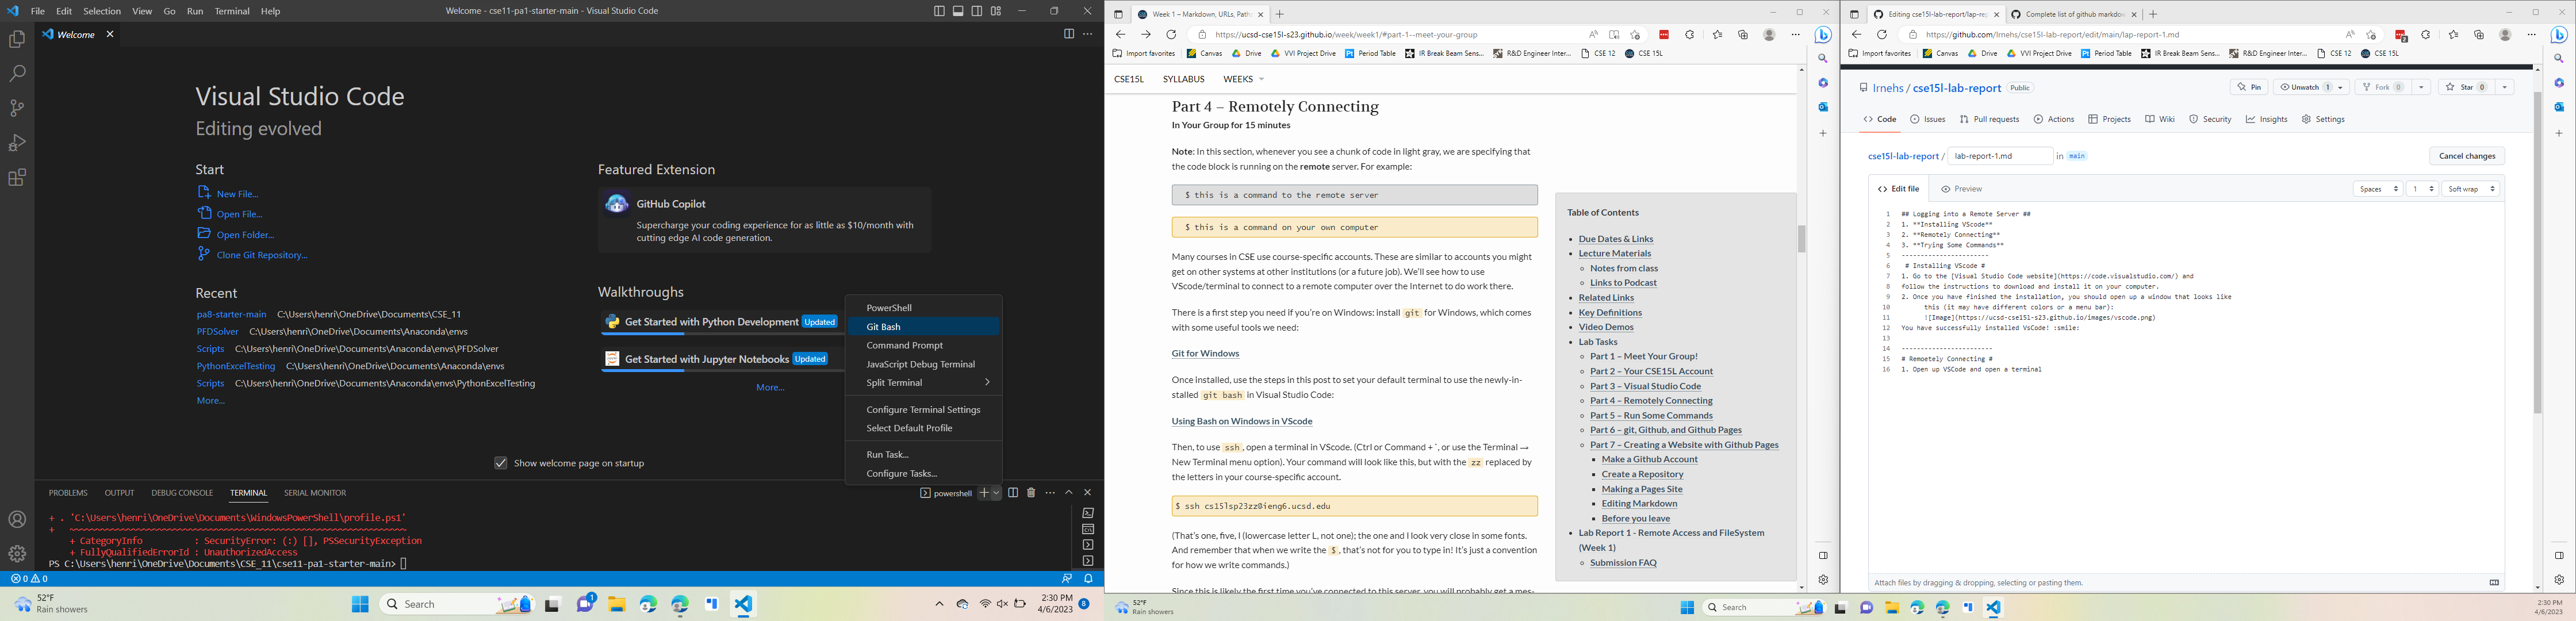 File Edit Selection View Go Run Terminal Help
Welcome - cse11-pa1-starter-main - Visual Studio Code
Welcome
Visual Studio Code
Editing evolved
Start
New File...
Open File...
Open Folder...
Clone Git Repository...
Recent
pa8-starter-main C:\Users\henri\OneDrive\Documents\CSE_11
PFDSolver C:\Users\henri\OneDrive\Documents\Anaconda\envs
Scripts C:\Users\henri\OneDrive\Documents\Anaconda\envs\PFDSolver
PythonExcelTesting C:\Users\henri\OneDrive\Documents\Anaconda\envs
Scripts C:\Users\henri\OneDrive\Documents\Anaconda\envs\PythonExcelTesting
More...
Featured Extension
GitHub Copilot
Supercharge your coding experience for as little as $10/month with
cutting edge AI code generation.
Walkthroughs
Get Started with Python Development Updated
Get Started with Jupyter Notebooks Updated
More...
PowerShell
Git Bash
Command Prompt
JavaScript Debug Terminal
Split Terminal
Configure Terminal Settings
Select Default Profile
Run Task...
Configure Tasks...
Show welcome page on startup
PROBLEMS OUTPUT DEBUG CONSOLE TERMINAL SERIAL MONITOR
powershell
+ . 'C:\Users\henri\OneDrive\Documents\WindowsPowerShell\profile.ps1'
+ CategoryInfo : SecurityError: (:) [], PSSecurityException
+ FullyQualifiedErrorId : UnauthorizedAccess
PS C:\Users\henri\OneDrive\Documents\CSE_11\cse11-pa1-starter-main>
0 0
52°F
Rain showers
Search
1
2:30 PM
4/6/2023
8
Week 1 – Markdown, URLs, Path
https://ucsd-cse15l-s23.github.io/week/week1/#part-1--meet-your-group
Import favorites Canvas Drive VVI Project Drive Periodic Table IR Break Beam Sens... R&D Engineer Inter... CSE 12 CSE 15L
CSE15L SYLLABUS WEEKS
Part 4 – Remotely Connecting
In Your Group for 15 minutes
Note: In this section, whenever you see a chunk of code in light gray, we are specifying that
the code block is running on the remote server. For example:
$ this is a command to the remote server
$ this is a command on your own computer
Many courses in CSE use course-specific accounts. These are similar to accounts you might
get on other systems at other institutions (or a future job). We'll see how to use
VScode/terminal to connect to a remote computer over the Internet to do work there.
There is a first step you need if you're on Windows: install git for Windows, which comes
with some useful tools we need:
Git for Windows
Once installed, use the steps in this post to set your default terminal to use the newly-in-
stalled git bash in Visual Studio Code:
Using Bash on Windows in VScode
Then, to use ssh, open a terminal in VScode. (Ctrl or Command + `, or use the Terminal →
New Terminal menu option). Your command will look like this, but with the zz replaced by
the letters in your course-specific account.
$ ssh cs15lsp23zz@ieng6.ucsd.edu
(That's one, five, l (lowercase letter L, not one); the one and l look very close in some fonts.
And remember that when we write the $, that's not for you to type in! It's just a convention
for how we write commands.)
Since this is likely the first time you've connected to this server, you will probably get a mes-
Table of Contents
Due Dates & Links
Lecture Materials
Notes from class
Links to Podcast
Related Links
Key Definitions
Video Demos
Lab Tasks
Part 1 – Meet Your Group!
Part 2 – Your CSE15L Account
Part 3 – Visual Studio Code
Part 4 – Remotely Connecting
Part 5 – Run Some Commands
Part 6 – git, Github, and Github Pages
Part 7 – Creating a Website with Github Pages
Make a Github Account
Create a Repository
Making a Pages Site
Editing Markdown
Before you leave
Lab Report 1 - Remote Access and FileSystem
(Week 1)
Submission FAQ
52°F
Rain showers
Search
Editing cse15l-lab-report/lap-rep
Complete list of github markdow
https://github.com/lrnehs/cse15l-lab-report/edit/main/lap-report-1.md
2
Import favorites Canvas Drive VVI Project Drive Periodic Table IR Break Beam Sens... R&D Engineer Inter... CSE 12 CSE 15L
lrnehs / cse15l-lab-report Public
Pin Unwatch 1 Fork 0 Star 0
Code Issues Pull requests Actions Projects Wiki Security Insights Settings
cse15l-lab-report / lab-report-1.md in main
Cancel changes
Edit file Preview
Spaces 1 Soft wrap
1 ## Logging into a Remote Server ##
2 1. **Installing VScode**
3 2. **Remotely Connecting**
4 3. **Trying Some Commands**
5 -----------------------
6 # Installing VScode #
7 1. Go to the [Visual Studio Code website](https://code.visualstudio.com/) and
8 follow the instructions to download and install it on your computer.
9 2. Once you have finished the installation, you should open up a window that looks like
10 this (it may have different colors or a menu bar):
11 ![Image](https://ucsd-cse15l-s23.github.io/images/vscode.png)
12 You have successfully installed VsCode! :smile:
13
14 ------------------------
15 # Remotely Connecting #
16 1. Open up VSCode and open a terminal
Attach files by dragging & dropping, selecting or pasting them.
2:30 PM
4/6/2023